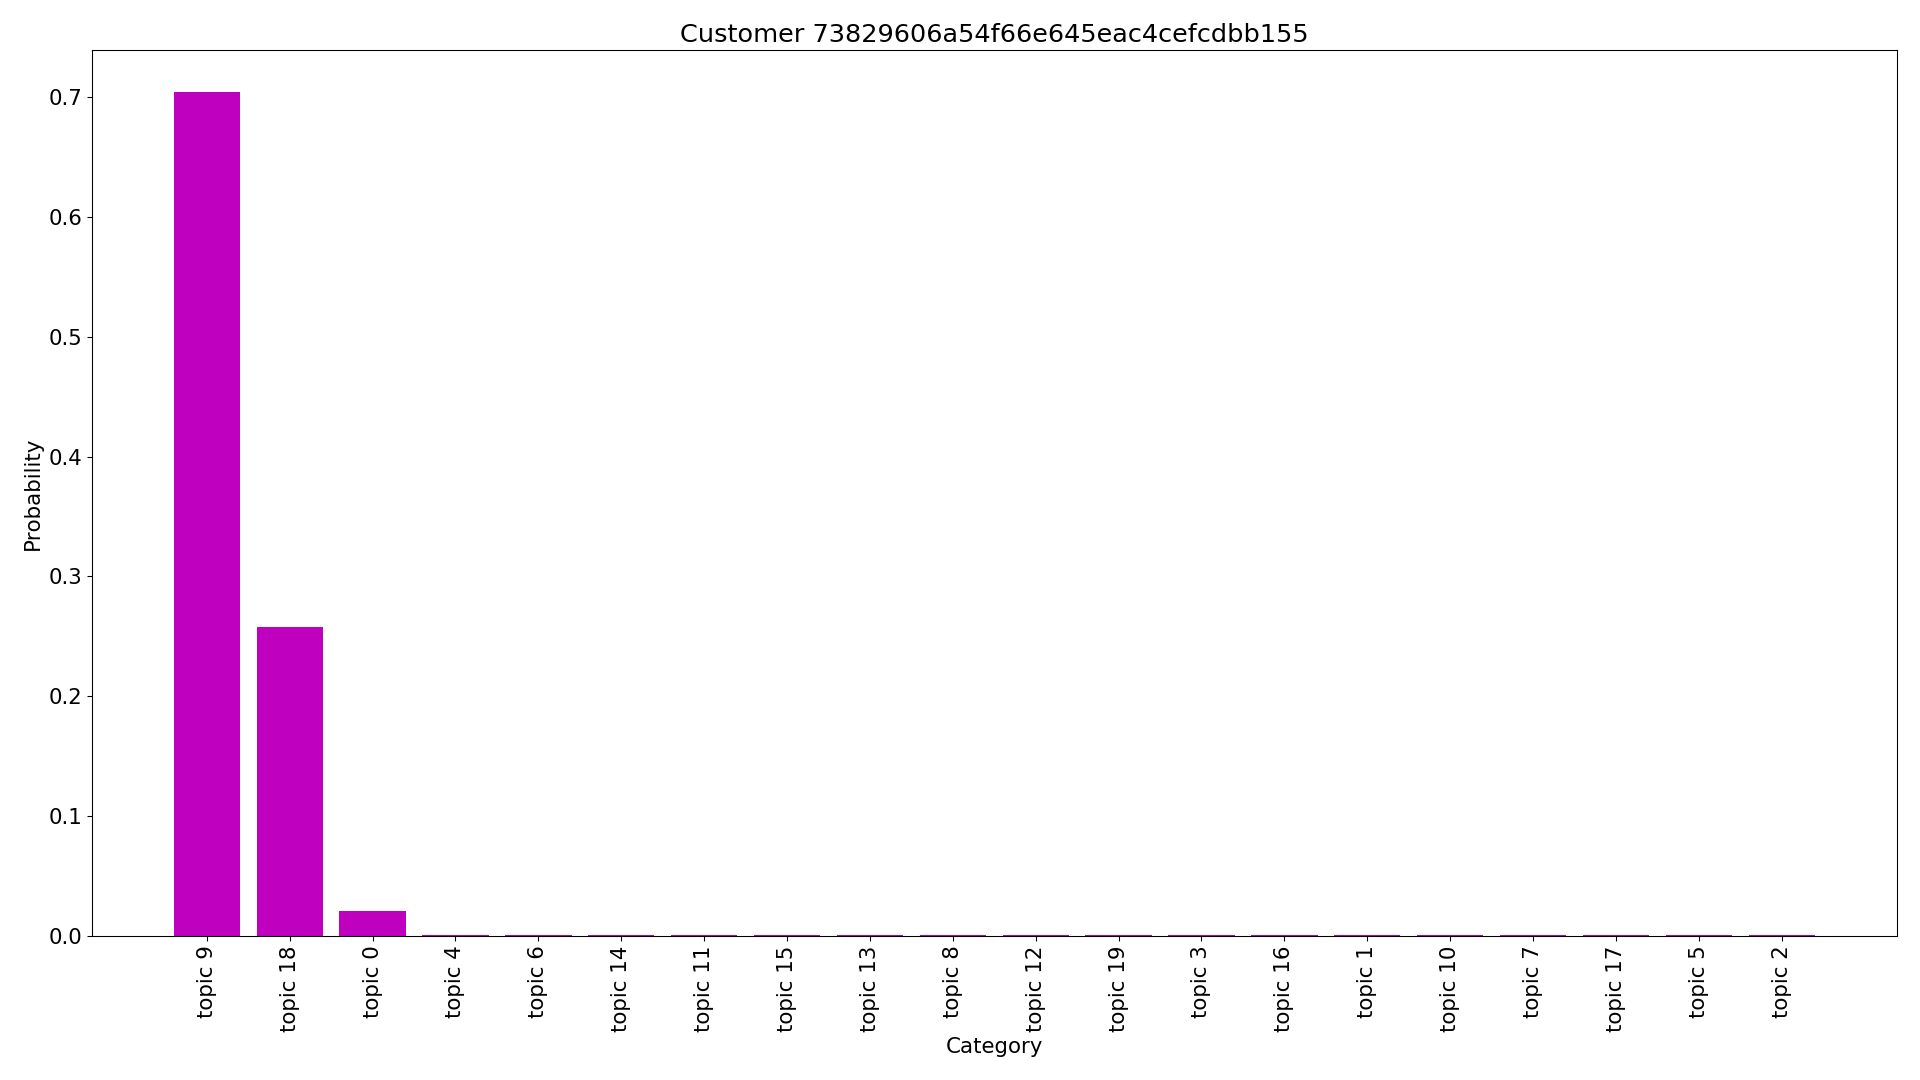 Customer 73829606a54f66e645eac4cefcdbb155
Probability
0.7
0.6
0.5
0.4
0.3
0.2
0.1
0.0
topic 9
topic 18
topic 0
topic 4
topic 6
topic 14
topic 11
topic 15
topic 13
topic 8
topic 12
topic 19
topic 3
topic 16
topic 1
topic 10
topic 7
topic 17
topic 5
topic 2
Category